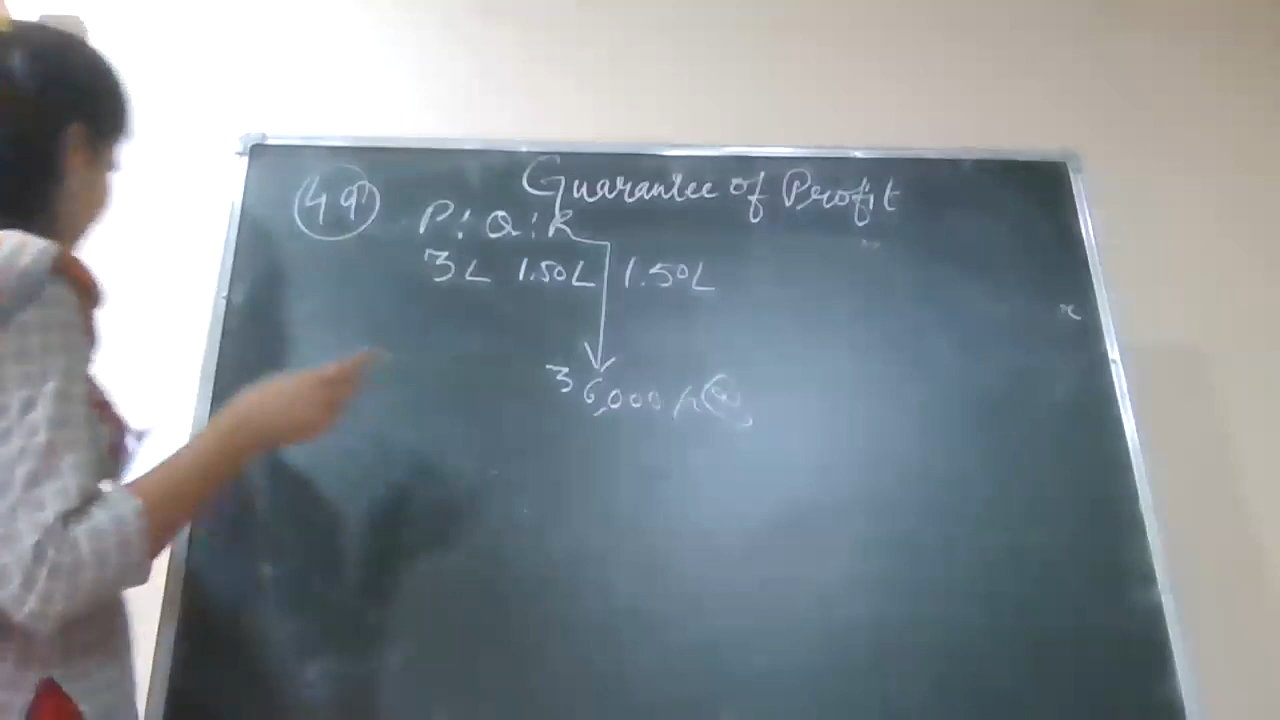 Guarantee of Profit
49)
P : Q : R
3L 1.50L 1.50L
36,000
x